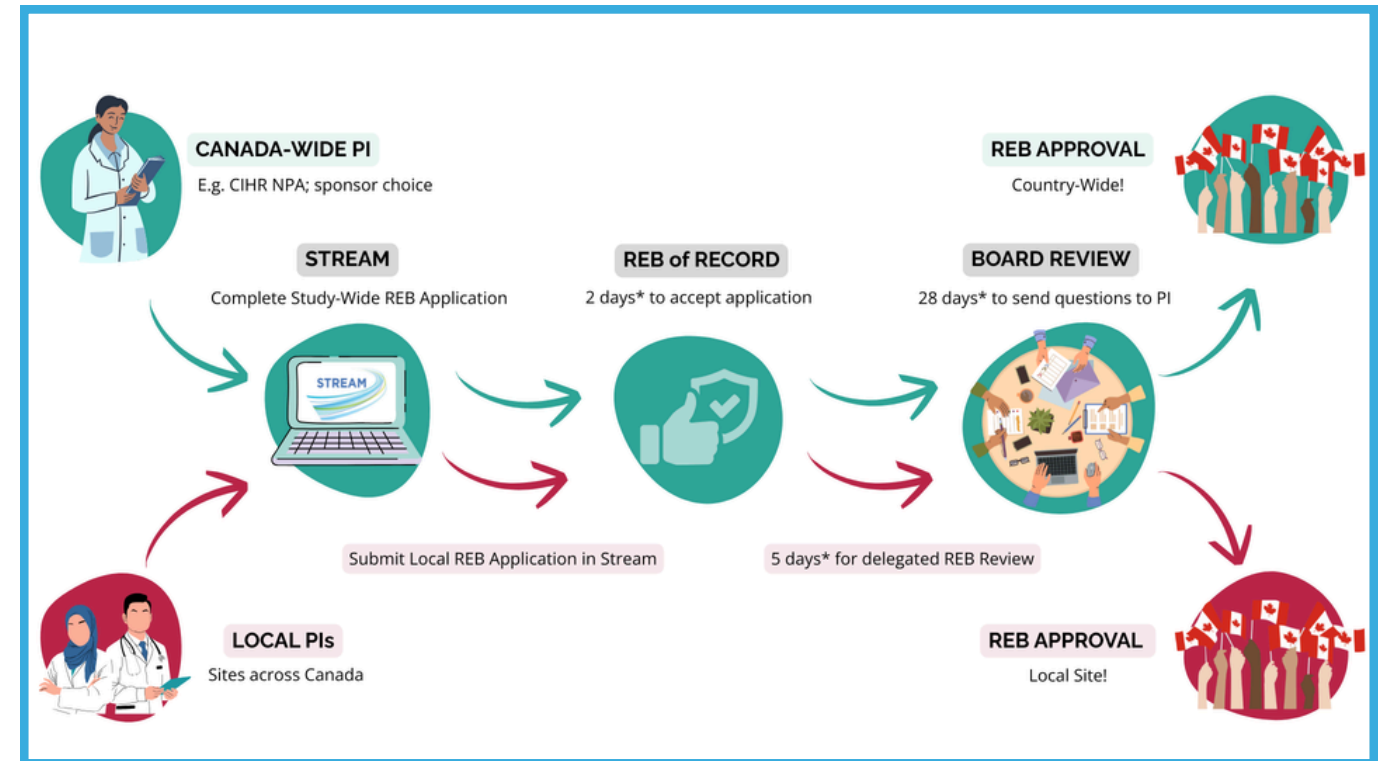 CANADA-WIDE PI
E.g. CIHR NPA; sponsor choice
REB APPROVAL
Country-Wide!
STREAM
Complete Study-Wide REB Application
REB of RECORD
2 days* to accept application
BOARD REVIEW
28 days* to send questions to PI
STREAM
Submit Local REB Application in Stream
5 days* for delegated REB Review
LOCAL PIs
Sites across Canada
REB APPROVAL
Local Site!